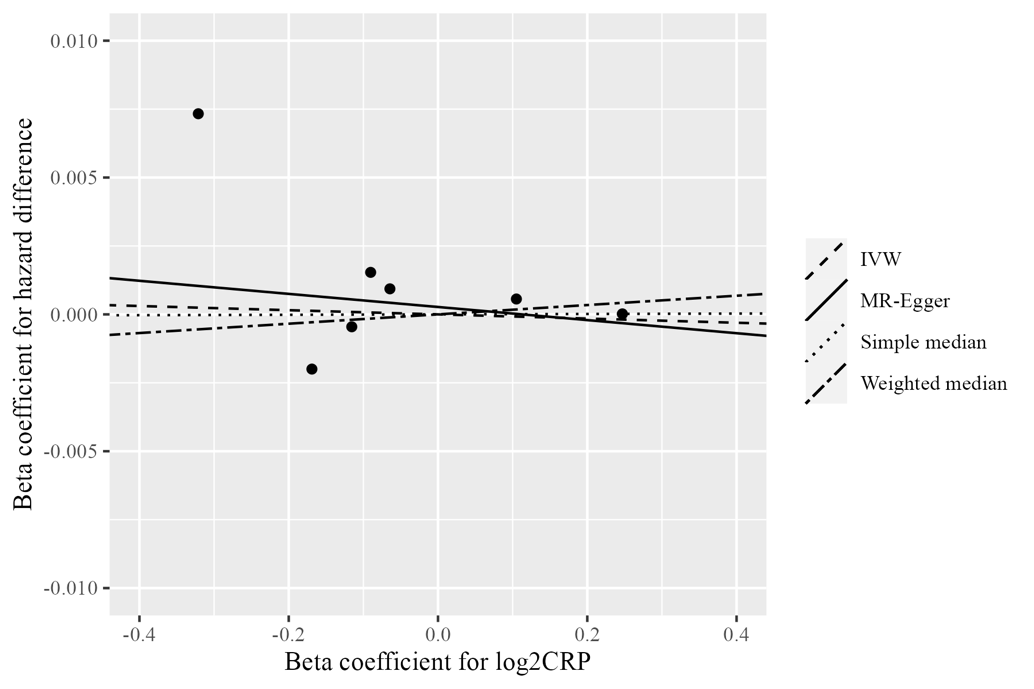 Beta coefficient for hazard difference
0.010
0.005
0.000
-0.005
-0.010
-0.4
-0.2
0.0
0.2
0.4
Beta coefficient for log2CRP
IVW
MR-Egger
Simple median
Weighted median